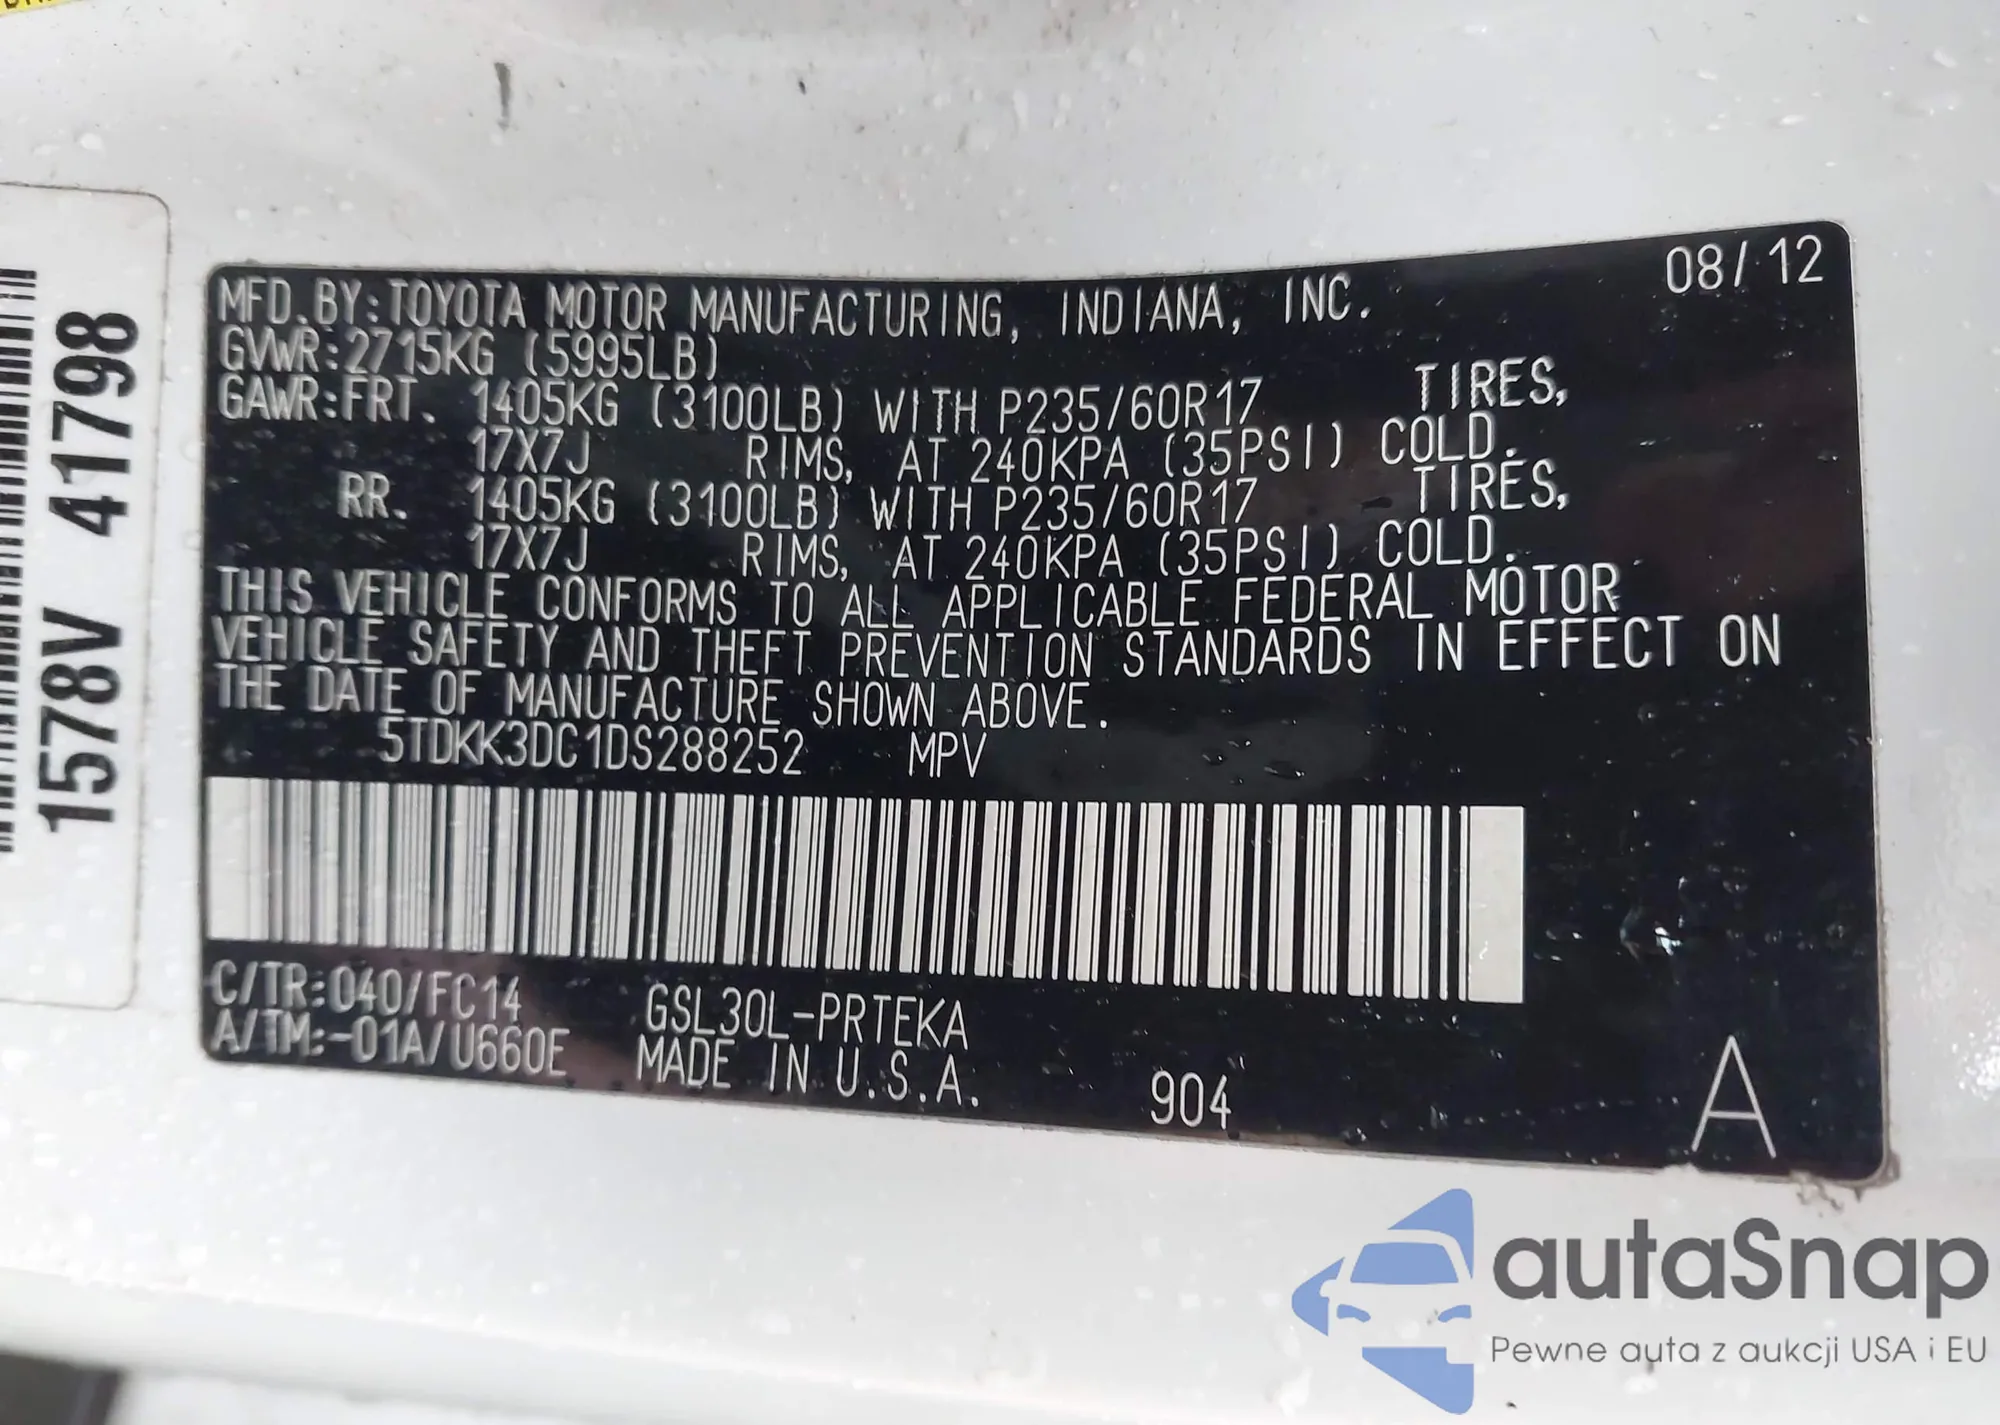 1578V 41798
08/12
MFD.BY:TOYOTA MOTOR MANUFACTURING, INDIANA, INC.
GVWR:2715KG (5995LB)
GAWR:FRT. 1405KG (3100LB) WITH P235/60R17 TIRES,
17X7J RIMS, AT 240KPA (35PSI) COLD.
RR. 1405KG (3100LB) WITH P235/60R17 TIRES,
17X7J RIMS, AT 240KPA (35PSI) COLD.
THIS VEHICLE CONFORMS TO ALL APPLICABLE FEDERAL MOTOR
VEHICLE SAFETY AND THEFT PREVENTION STANDARDS IN EFFECT ON
THE DATE OF MANUFACTURE SHOWN ABOVE.
5TDKK3DC1DS288252 MPV
C/TR:040/FC14 GSL30L-PRTEKA
A/TM:-01A/U660E MADE IN U.S.A. 904 A
autaSnap
Pewne auta z aukcji USA i EU